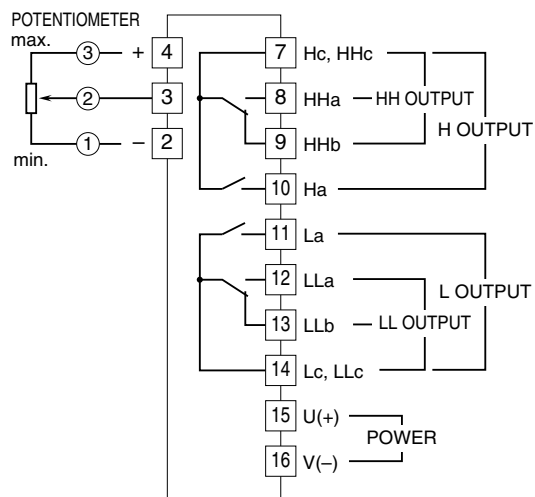 POTENTIOMETER
max.
3 + 4
2 3
1 − 2
min.
7 Hc, HHc
8 HHa HH OUTPUT
9 HHb
H OUTPUT
10 Ha
11 La
12 LLa
L OUTPUT
13 LLb LL OUTPUT
14 Lc, LLc
15 U(+)
POWER
16 V(–)